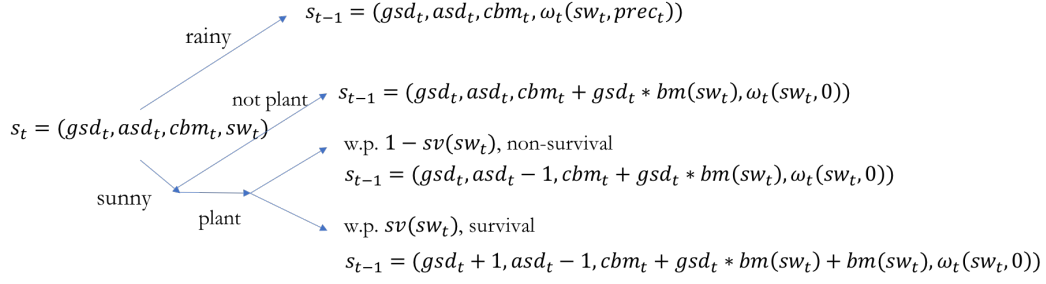 s_{t−1} = (gsd_t, asd_t, cbm_t, ω_t(sw_t, prec_t))
rainy
not plant
s_{t−1} = (gsd_t, asd_t, cbm_t + gsd_t * bm(sw_t), ω_t(sw_t, 0))
s_t = (gsd_t, asd_t, cbm_t, sw_t)
w.p. 1 − sv(sw_t), non-survival
s_{t−1} = (gsd_t, asd_t − 1, cbm_t + gsd_t * bm(sw_t), ω_t(sw_t, 0))
sunny
plant
w.p. sv(sw_t), survival
s_{t−1} = (gsd_t + 1, asd_t − 1, cbm_t + gsd_t * bm(sw_t) + bm(sw_t), ω_t(sw_t, 0))